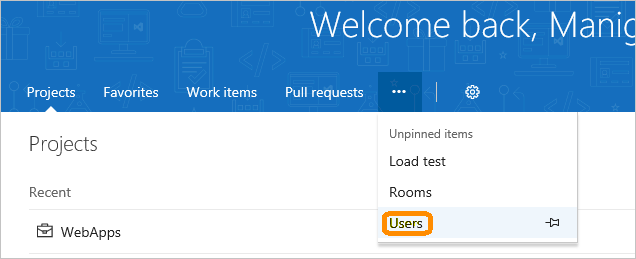 Welcome back, Manig
Projects Favorites Work items Pull requests ...
Unpinned items
Load test
Rooms
Users
Projects
Recent
WebApps